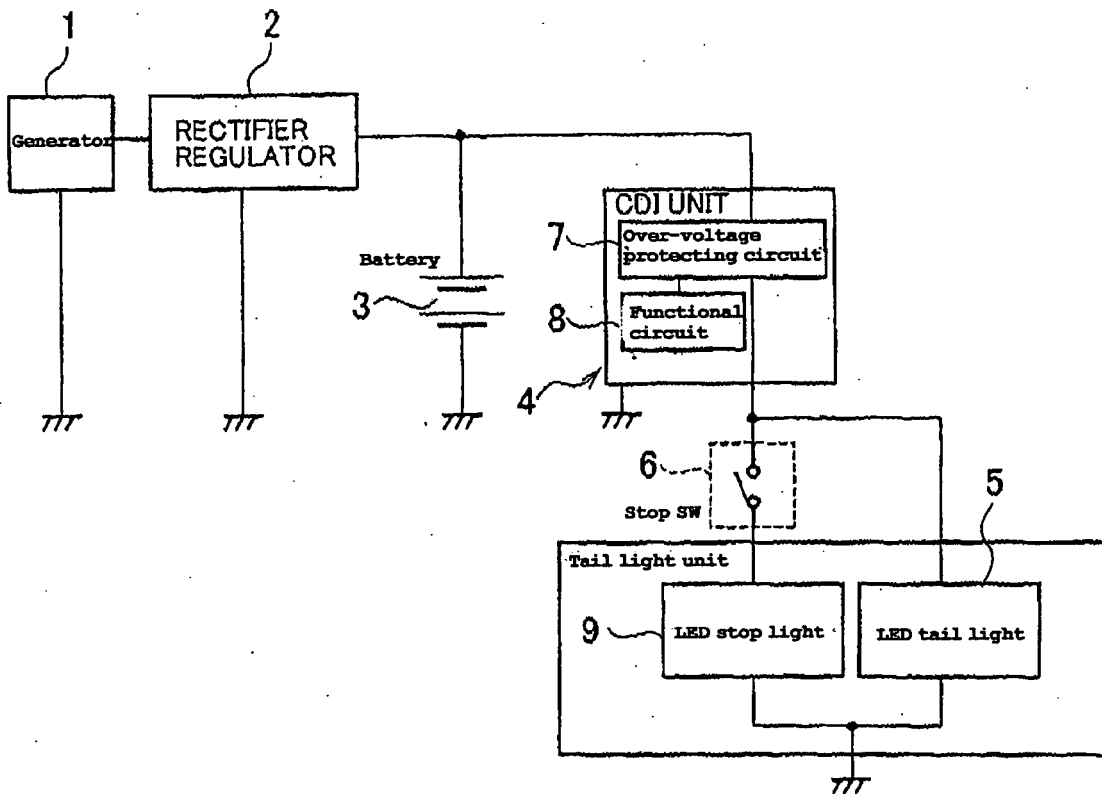 1
2
Generator
RECTIFIER
REGULATOR
CDI UNIT
7
Over-voltage
protecting circuit
Battery
3
8
Functional
circuit
4
6
Stop SW
5
Tail light unit
9
LED stop light
LED tail light